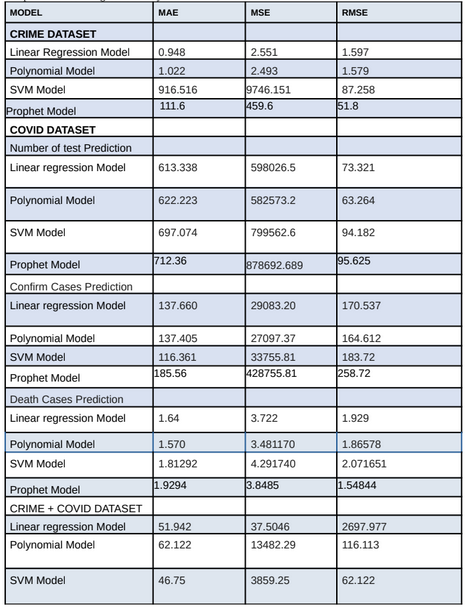 MODEL MAE MSE RMSE
CRIME DATASET
Linear Regression Model 0.948 2.551 1.597
Polynomial Model 1.022 2.493 1.579
SVM Model 916.516 9746.151 87.258
Prophet Model 111.6 459.6 51.8
COVID DATASET
Number of test Prediction
Linear regression Model 613.338 598026.5 73.321
Polynomial Model 622.223 582573.2 63.264
SVM Model 697.074 799562.6 94.182
Prophet Model 712.36 878692.689 95.625
Confirm Cases Prediction
Linear regression Model 137.660 29083.20 170.537
Polynomial Model 137.405 27097.37 164.612
SVM Model 116.361 33755.81 183.72
Prophet Model 185.56 428755.81 258.72
Death Cases Prediction
Linear regression Model 1.64 3.722 1.929
Polynomial Model 1.570 3.481170 1.86578
SVM Model 1.81292 4.291740 2.071651
Prophet Model 1.9294 3.8485 1.54844
CRIME + COVID DATASET
Linear regression Model 51.942 37.5046 2697.977
Polynomial Model 62.122 13482.29 116.113
SVM Model 46.75 3859.25 62.122